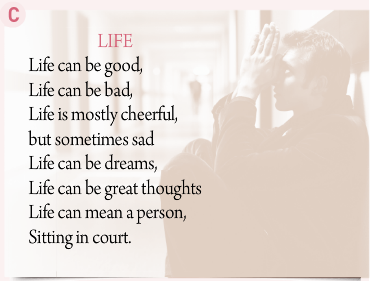 C
LIFE
Life can be good,
Life can be bad,
Life is mostly cheerful,
but sometimes sad
Life can be dreams,
Life can be great thoughts
Life can mean a person,
Sitting in court.